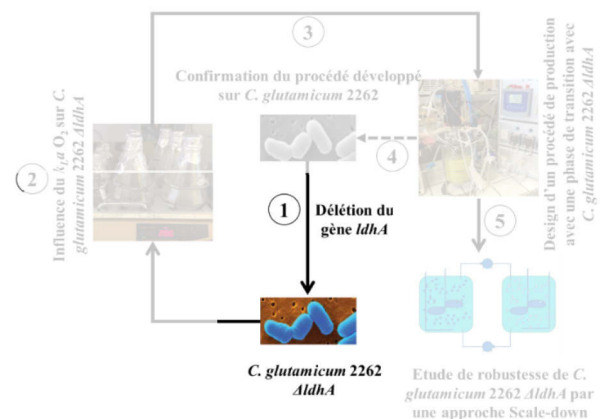 3
Confirmation du procédé développé
sur C. glutamicum 2262
2
Influence du kLa O2 sur C.
glutamicum 2262 ΔldhA
4
Design d'un procédé de production
avec une phase de transition avec
C. glutamicum 2262 ΔldhA
1
Délétion du
gène ldhA
5
C. glutamicum 2262
ΔldhA
Etude de robustesse de C.
glutamicum 2262 ΔldhA par
une approche Scale-down